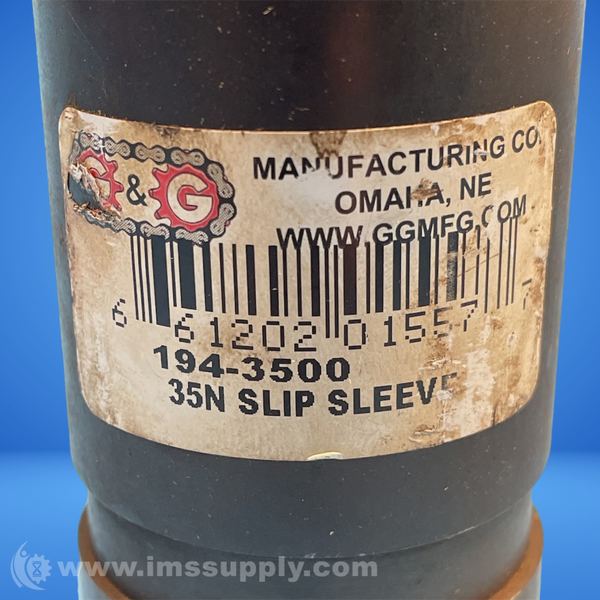 G & G
MANUFACTURING CO.
OMAHA, NE
WWW.GGMFG.COM
6 61202 01557 7
194-3500
35N SLIP SLEEVE
www.imssupply.com